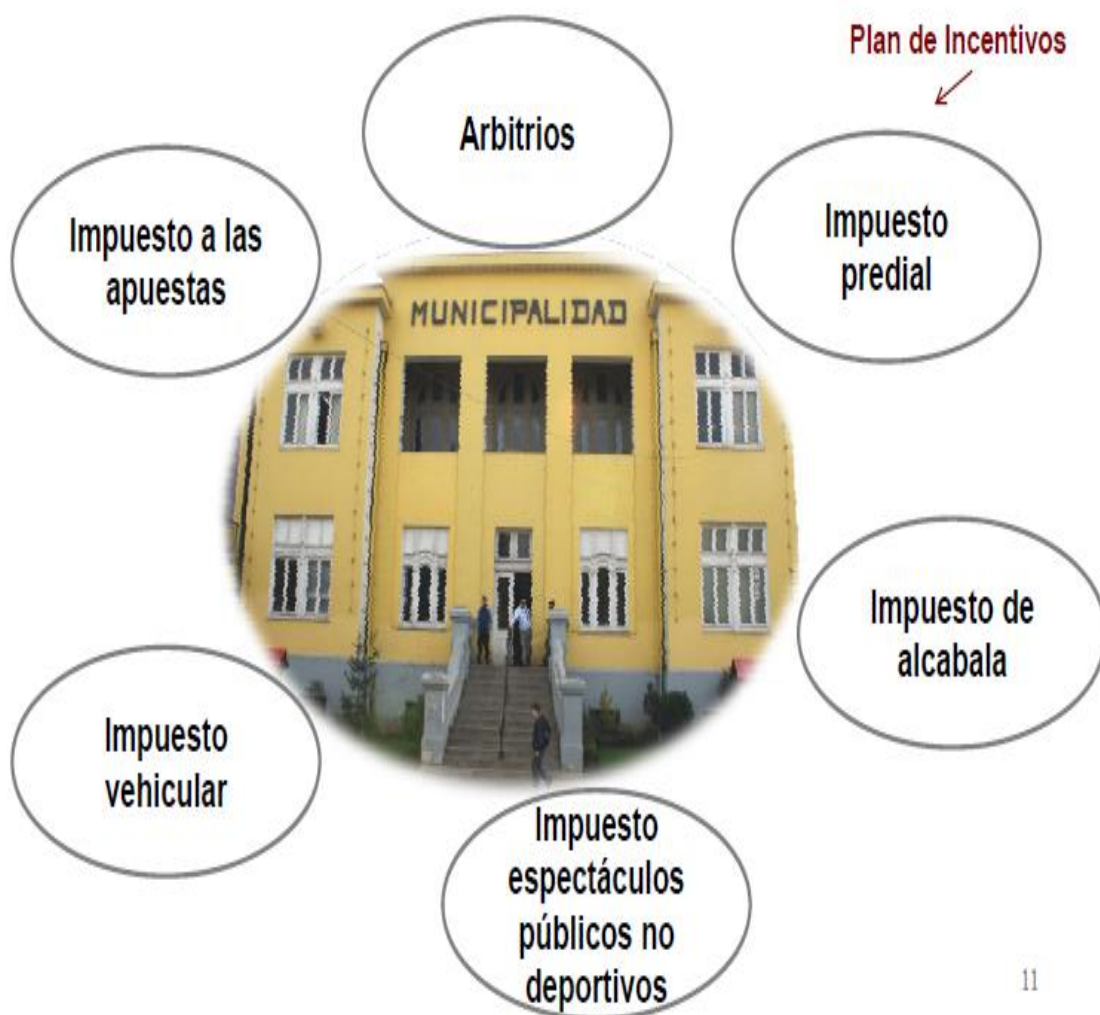 Plan de Incentivos
Arbitrios
Impuesto a las
apuestas
Impuesto
predial
MUNICIPALIDAD
Impuesto de
alcabala
Impuesto
vehicular
Impuesto
espectáculos
públicos no
deportivos
11